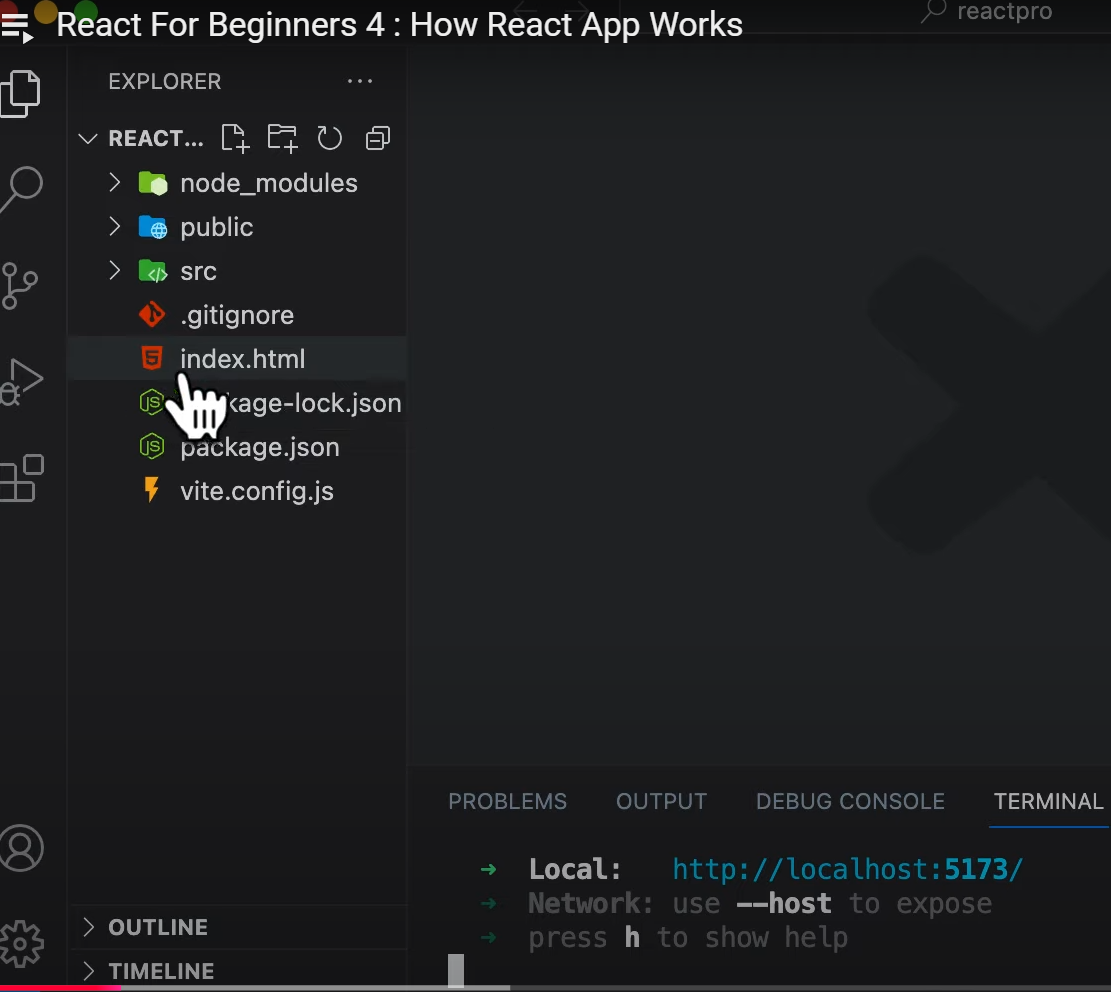 React For Beginners 4 : How React App Works
reactpro
EXPLORER
REACT...
node_modules
public
src
.gitignore
index.html
kage-lock.json
package.json
vite.config.js
OUTLINE
TIMELINE
PROBLEMS OUTPUT DEBUG CONSOLE TERMINAL
➜ Local: http://localhost:5173/
➜ Network: use --host to expose
➜ press h to show help